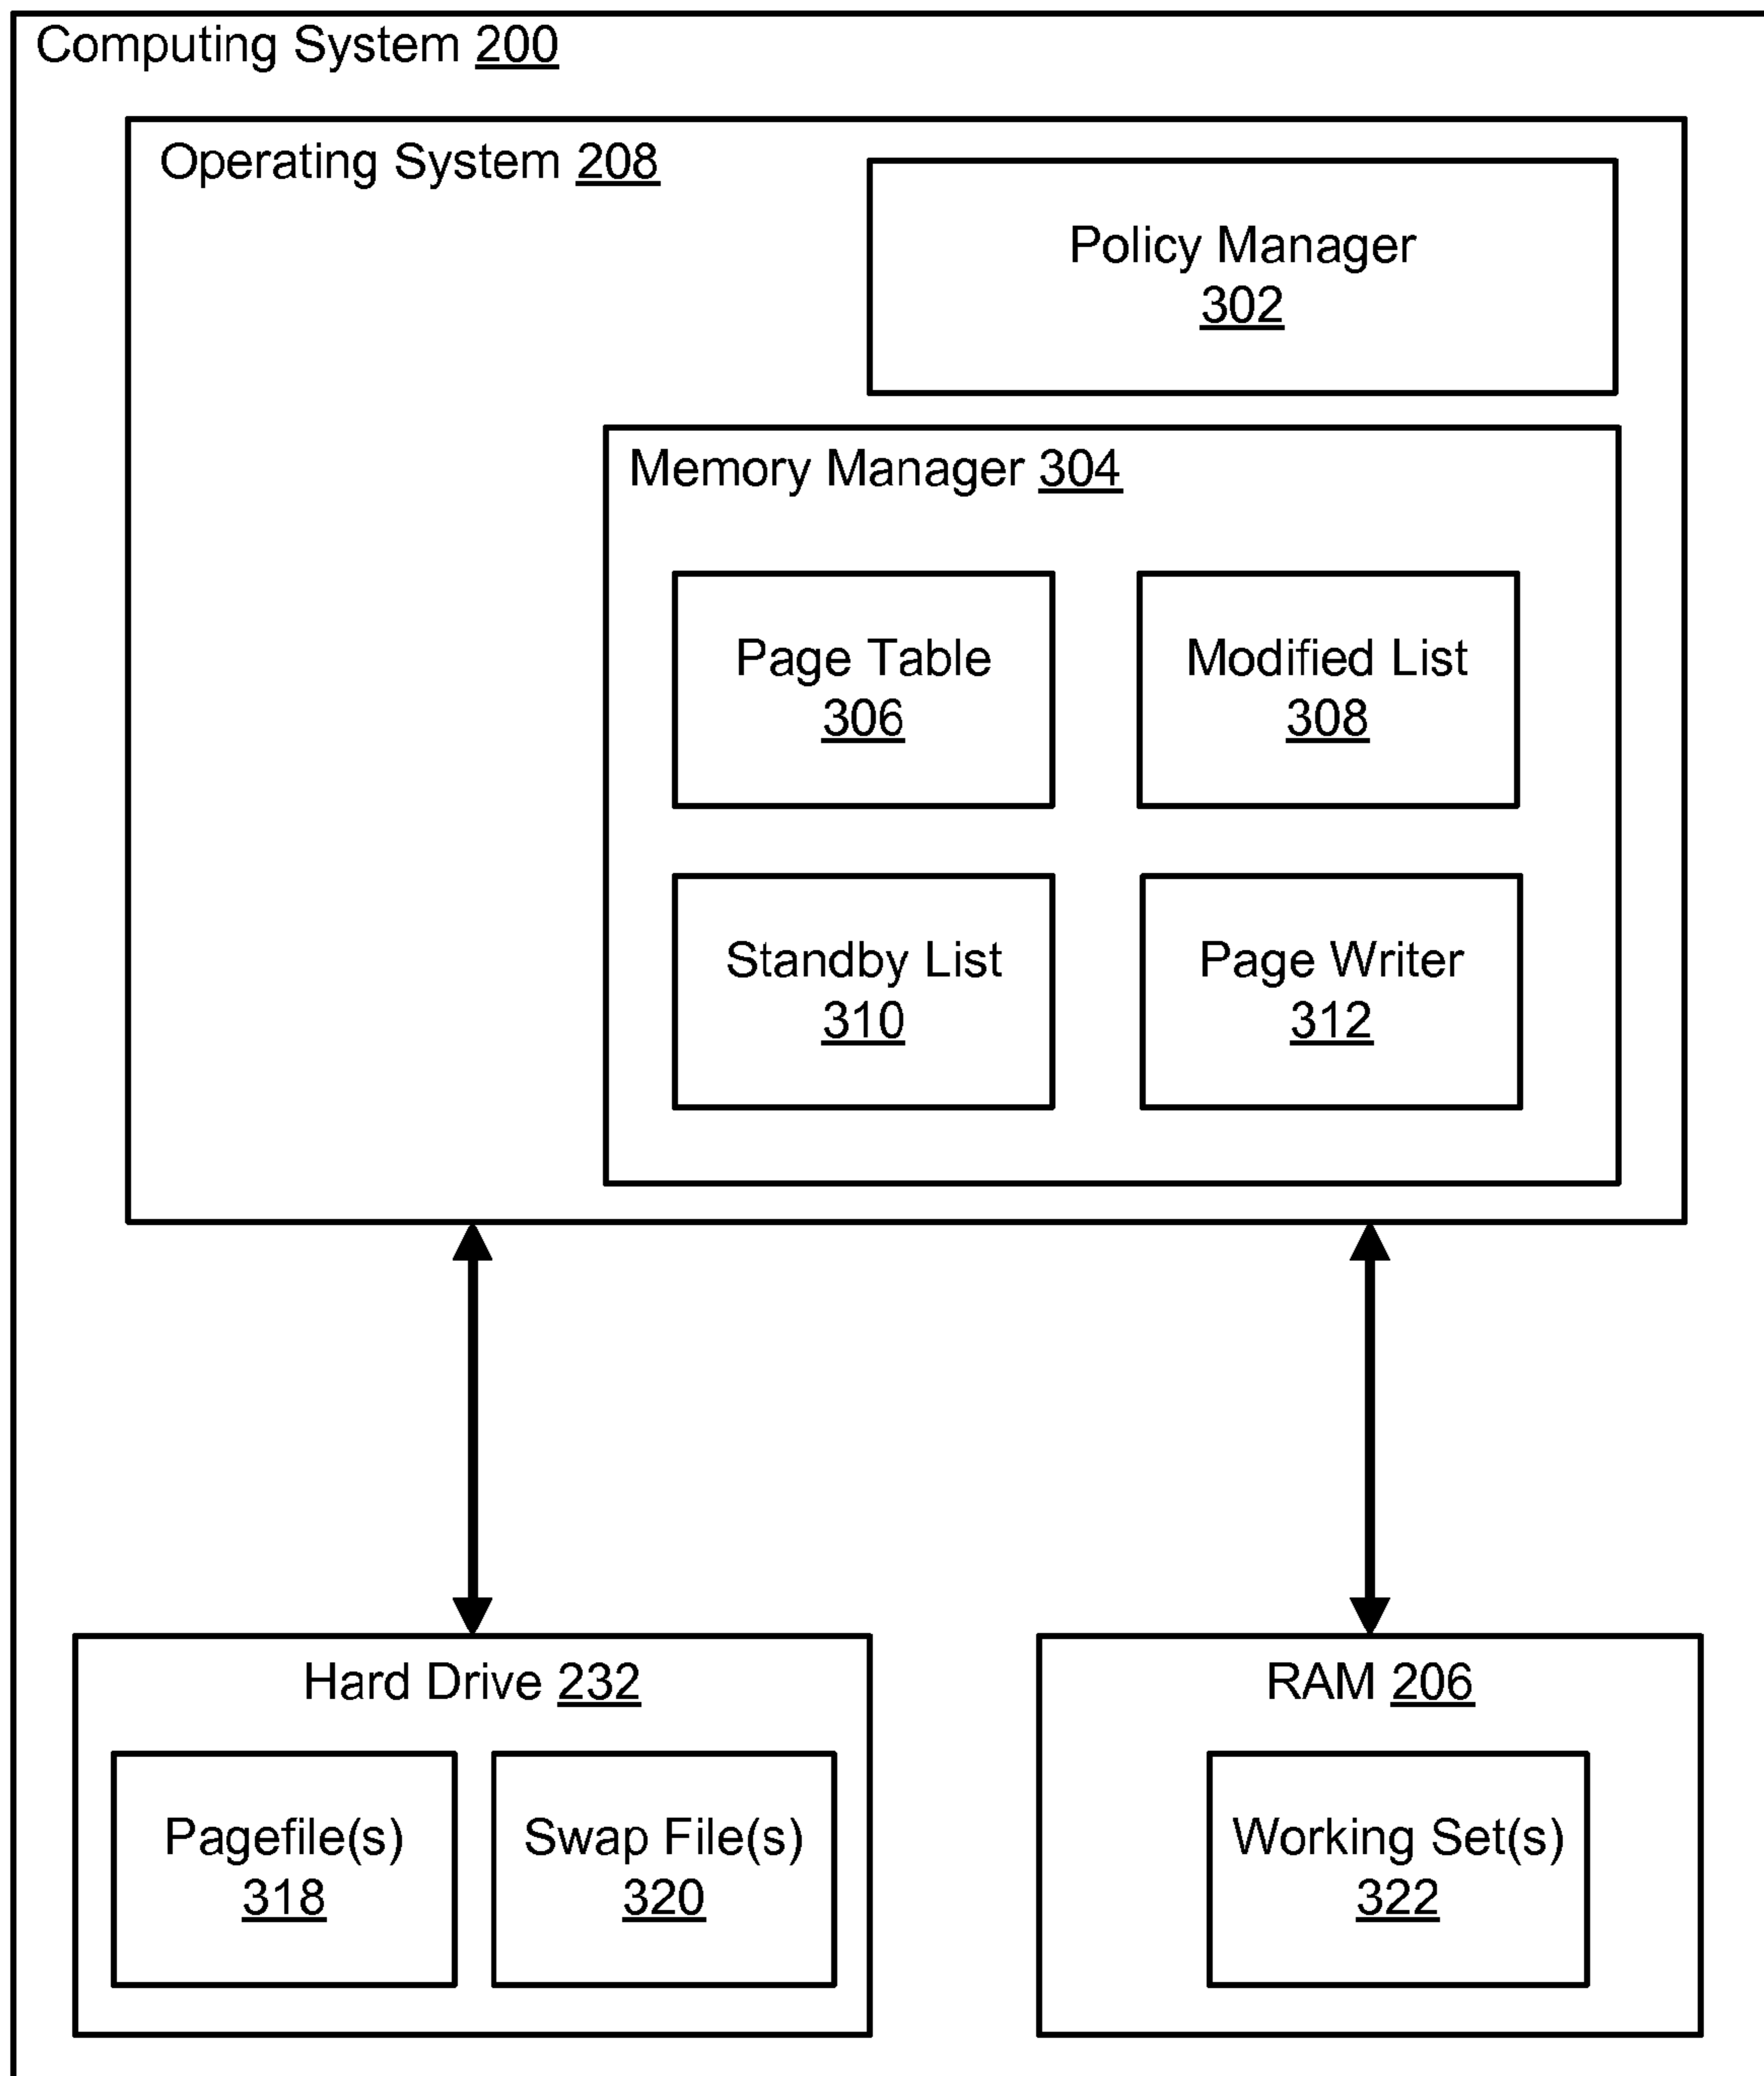 Computing System 200
Operating System 208
Policy Manager
302
Memory Manager 304
Page Table
306
Modified List
308
Standby List
310
Page Writer
312
Hard Drive 232
Pagefile(s)
318
Swap File(s)
320
RAM 206
Working Set(s)
322